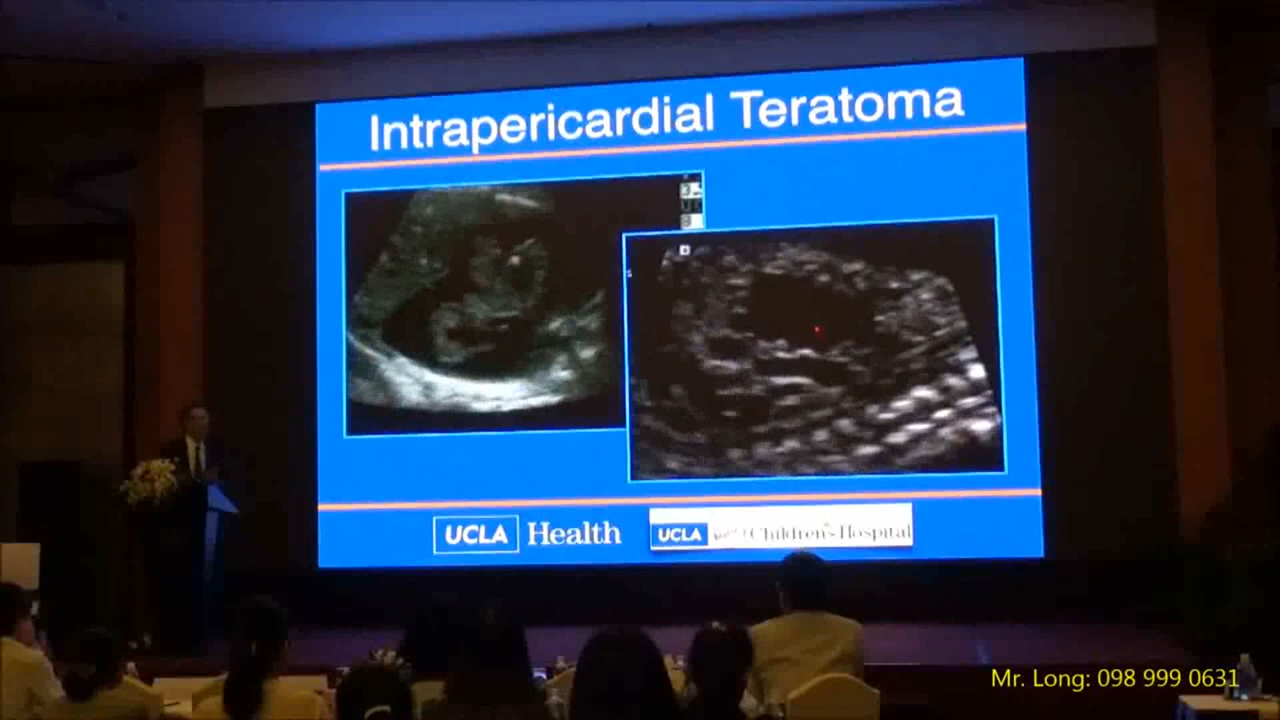 Intrapericardial Teratoma
UCLA Health
UCLA Children's Hospital
Mr. Long: 098 999 0631